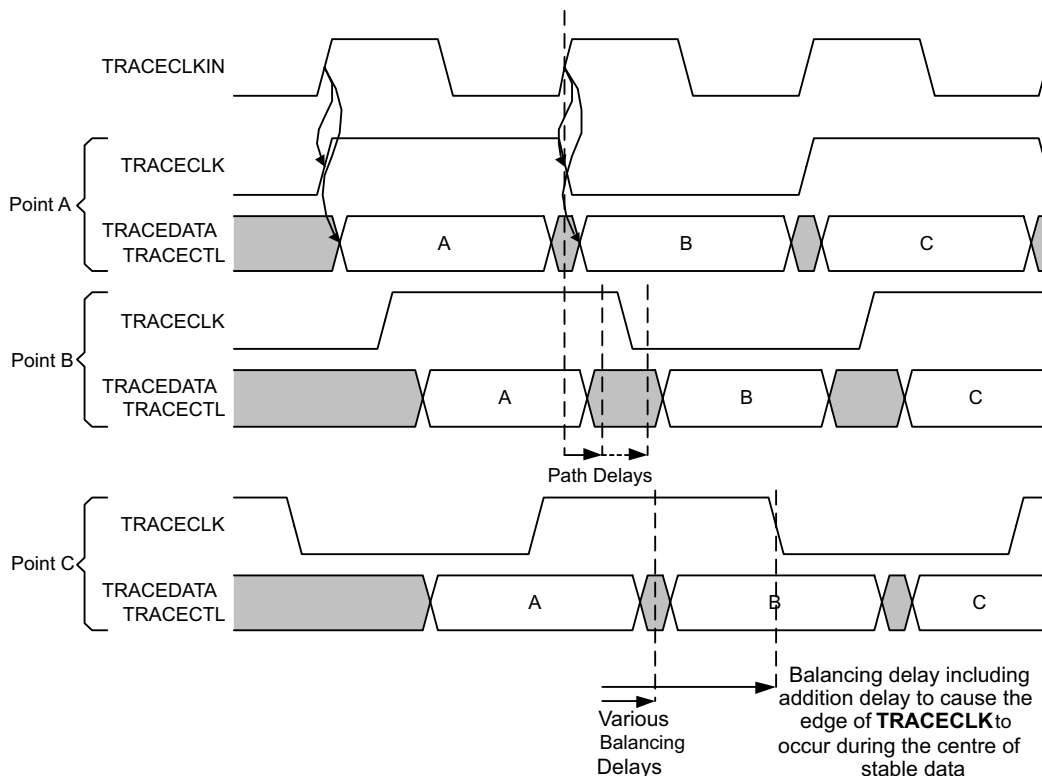 TRACECLKIN
Point A
TRACECLK
TRACEDATA
TRACECTL
A
B
C
Point B
TRACECLK
TRACEDATA
TRACECTL
A
B
C
Path Delays
Point C
TRACECLK
TRACEDATA
TRACECTL
A
B
C
Various
Balancing
Delays
Balancing delay including
addition delay to cause the
edge of TRACECLK to
occur during the centre of
stable data